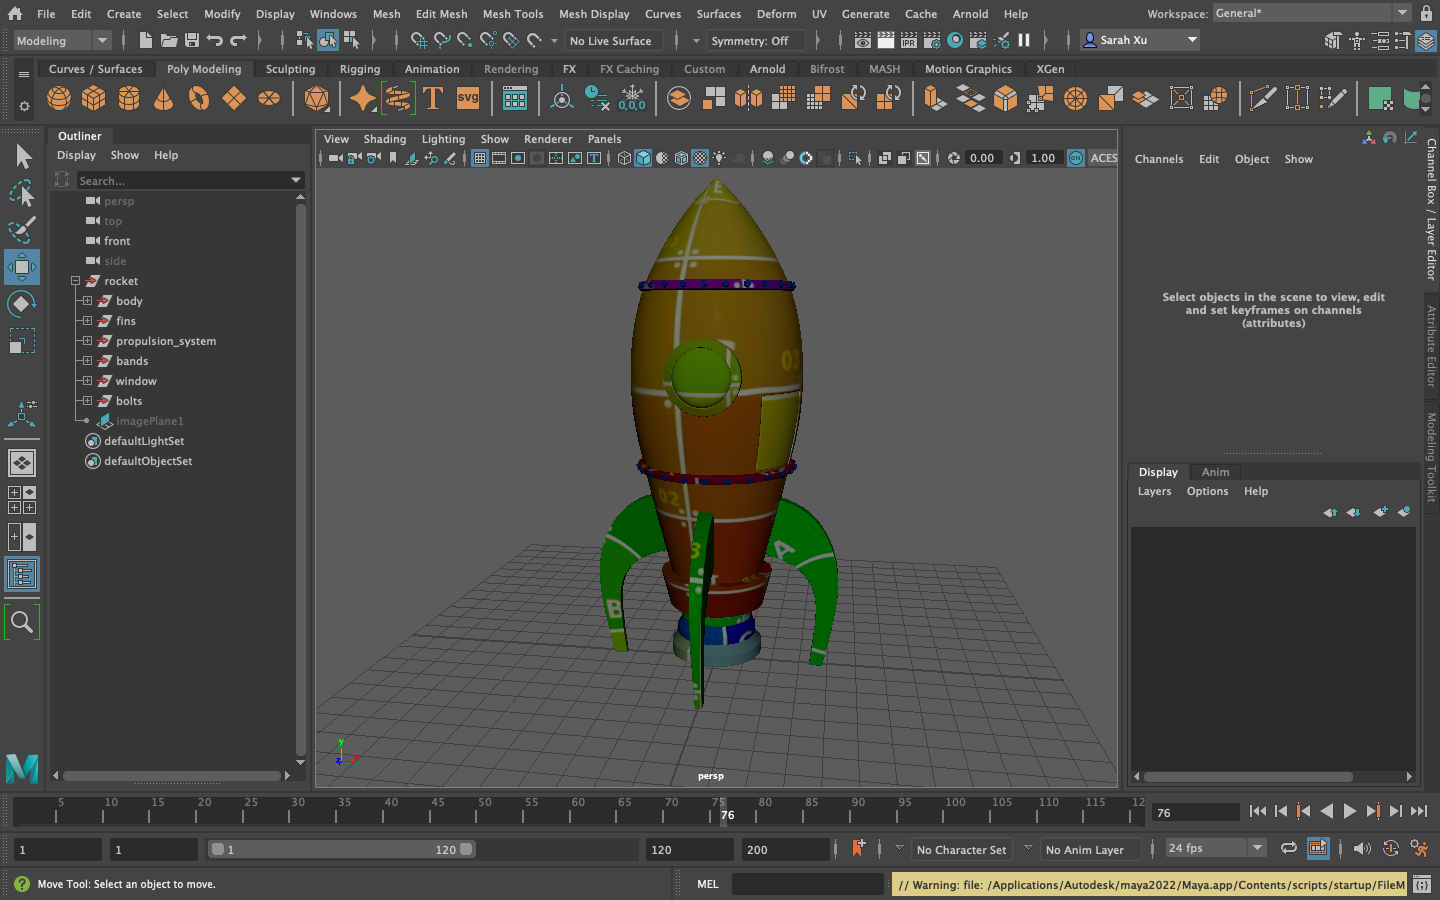 File Edit Create Select Modify Display Windows Mesh Edit Mesh Mesh Tools Mesh Display Curves Surfaces Deform UV Generate Cache Arnold Help Workspace: General*
Modeling No Live Surface Symmetry: Off IPR Sarah Xu
Curves / Surfaces Poly Modeling Sculpting Rigging Animation Rendering FX FX Caching Custom Arnold Bifrost MASH Motion Graphics XGen
T SVG 0,0,0
Outliner
Display Show Help
Search...
persp
top
front
side
rocket
body
fins
propulsion_system
bands
window
bolts
imagePlane1
defaultLightSet
defaultObjectSet
View Shading Lighting Show Renderer Panels
0.00 1.00 ON ACES
E
03
02
3
A
B
C
y
z
x
persp
Channels Edit Object Show
Select objects in the scene to view, edit
and set keyframes on channels
(attributes)
Channel Box / Layer Editor
Attribute Editor
Modeling Toolkit
Display Anim
Layers Options Help
5 10 15 20 25 30 35 40 45 50 55 60 65 70 75 80 85 90 95 100 105 110 115 12
76
76
1 1 1 120 120 200 No Character Set No Anim Layer 24 fps
Move Tool: Select an object to move. MEL // Warning: file: /Applications/Autodesk/maya2022/Maya.app/Contents/scripts/startup/FileM